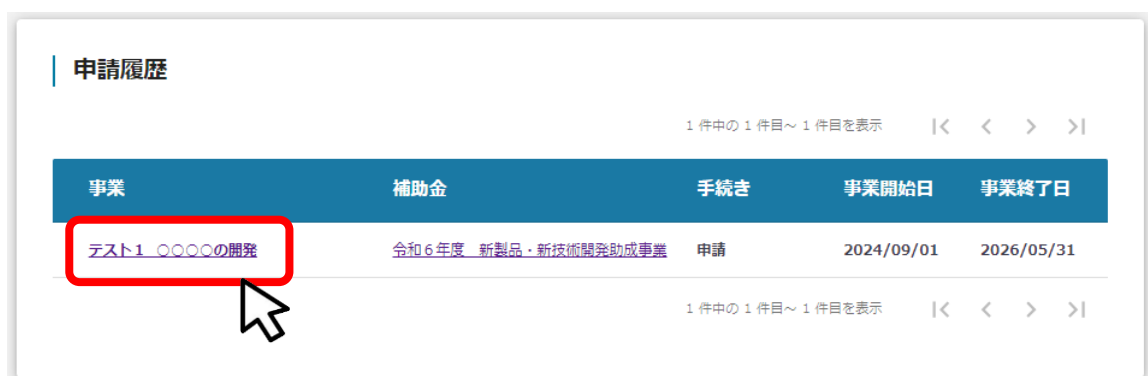 申請履歴
1 件中の 1 件目～ 1 件目を表示
事業 補助金 手続き 事業開始日 事業終了日
テスト1 ○○○○の開発 令和６年度 新製品・新技術開発助成事業 申請 2024/09/01 2026/05/31
1 件中の 1 件目～ 1 件目を表示